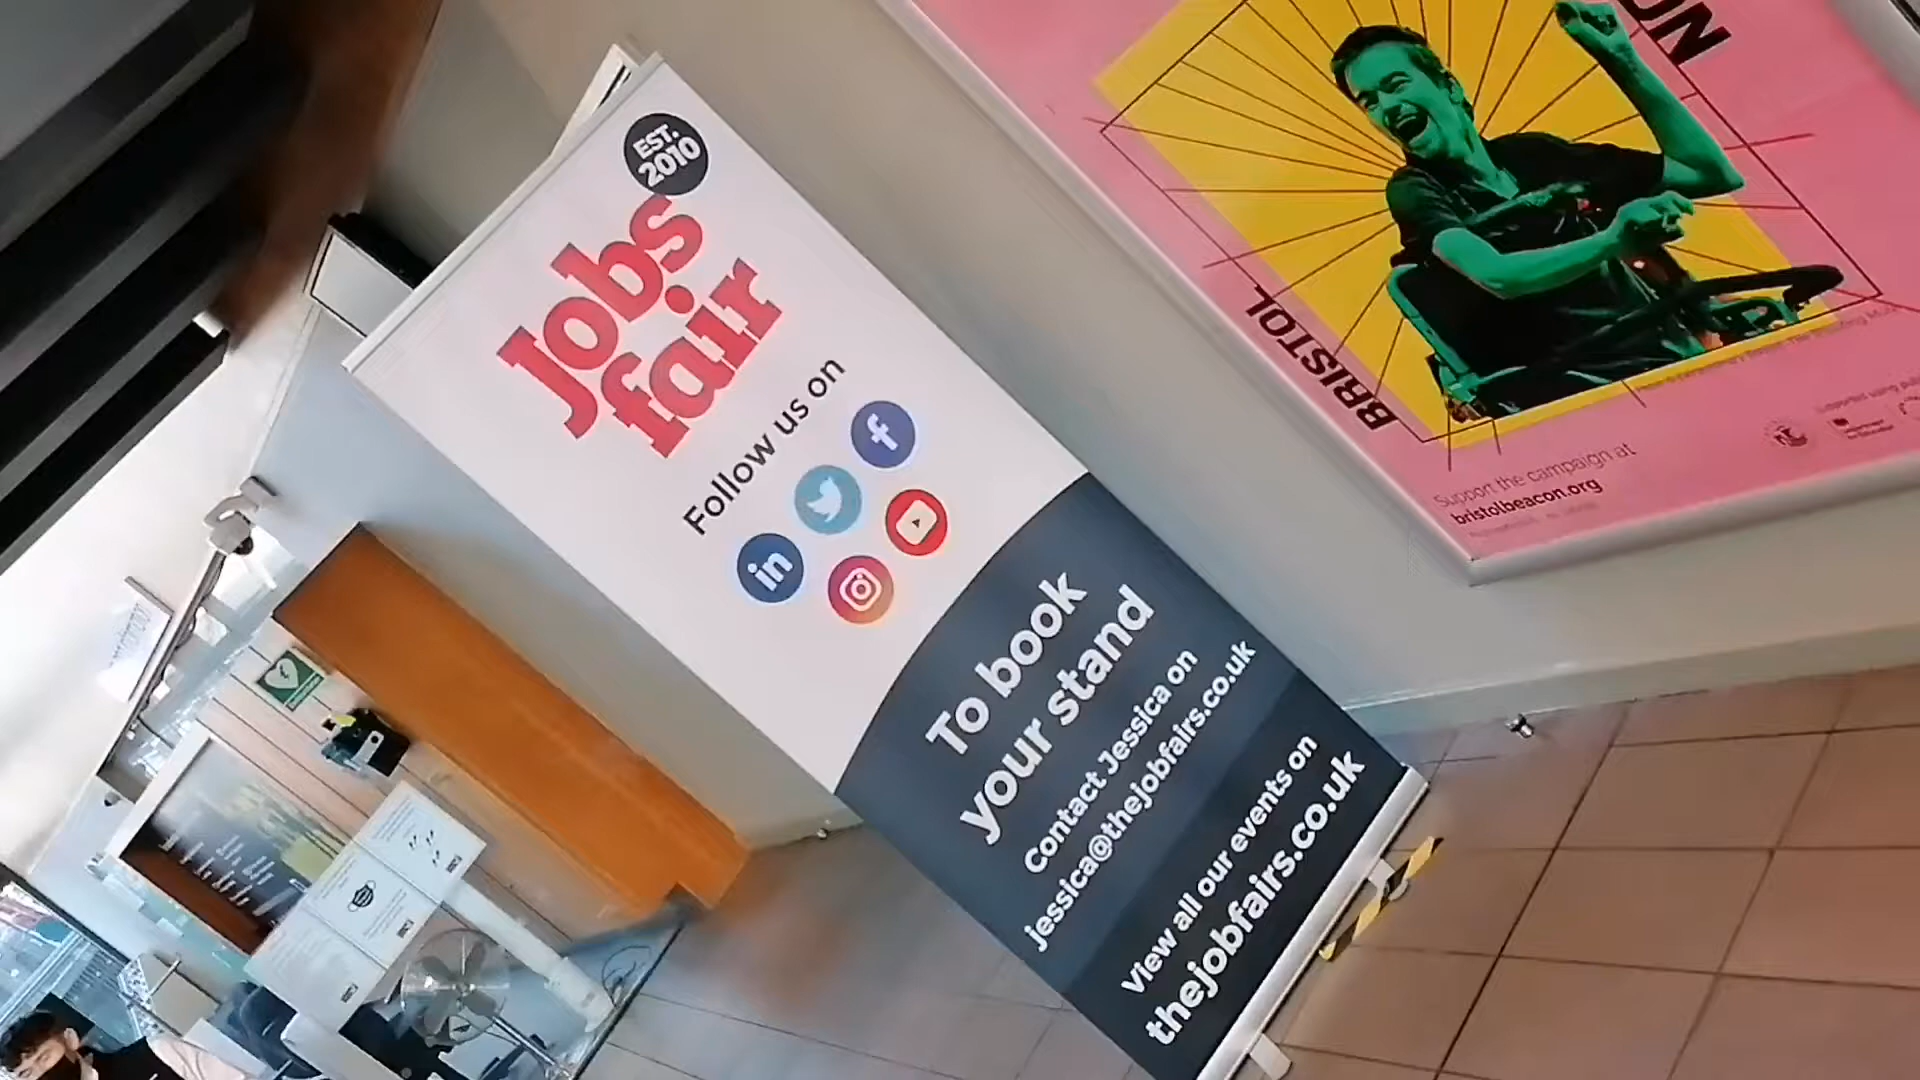 EST.
2010
Jobs
fair
Follow us on
in
f
To book
your stand
Contact Jessica on
jessica@thejobfairs.co.uk
View all our events on
thejobfairs.co.uk
BRISTOL
Support the campaign at
bristolbeacon.org